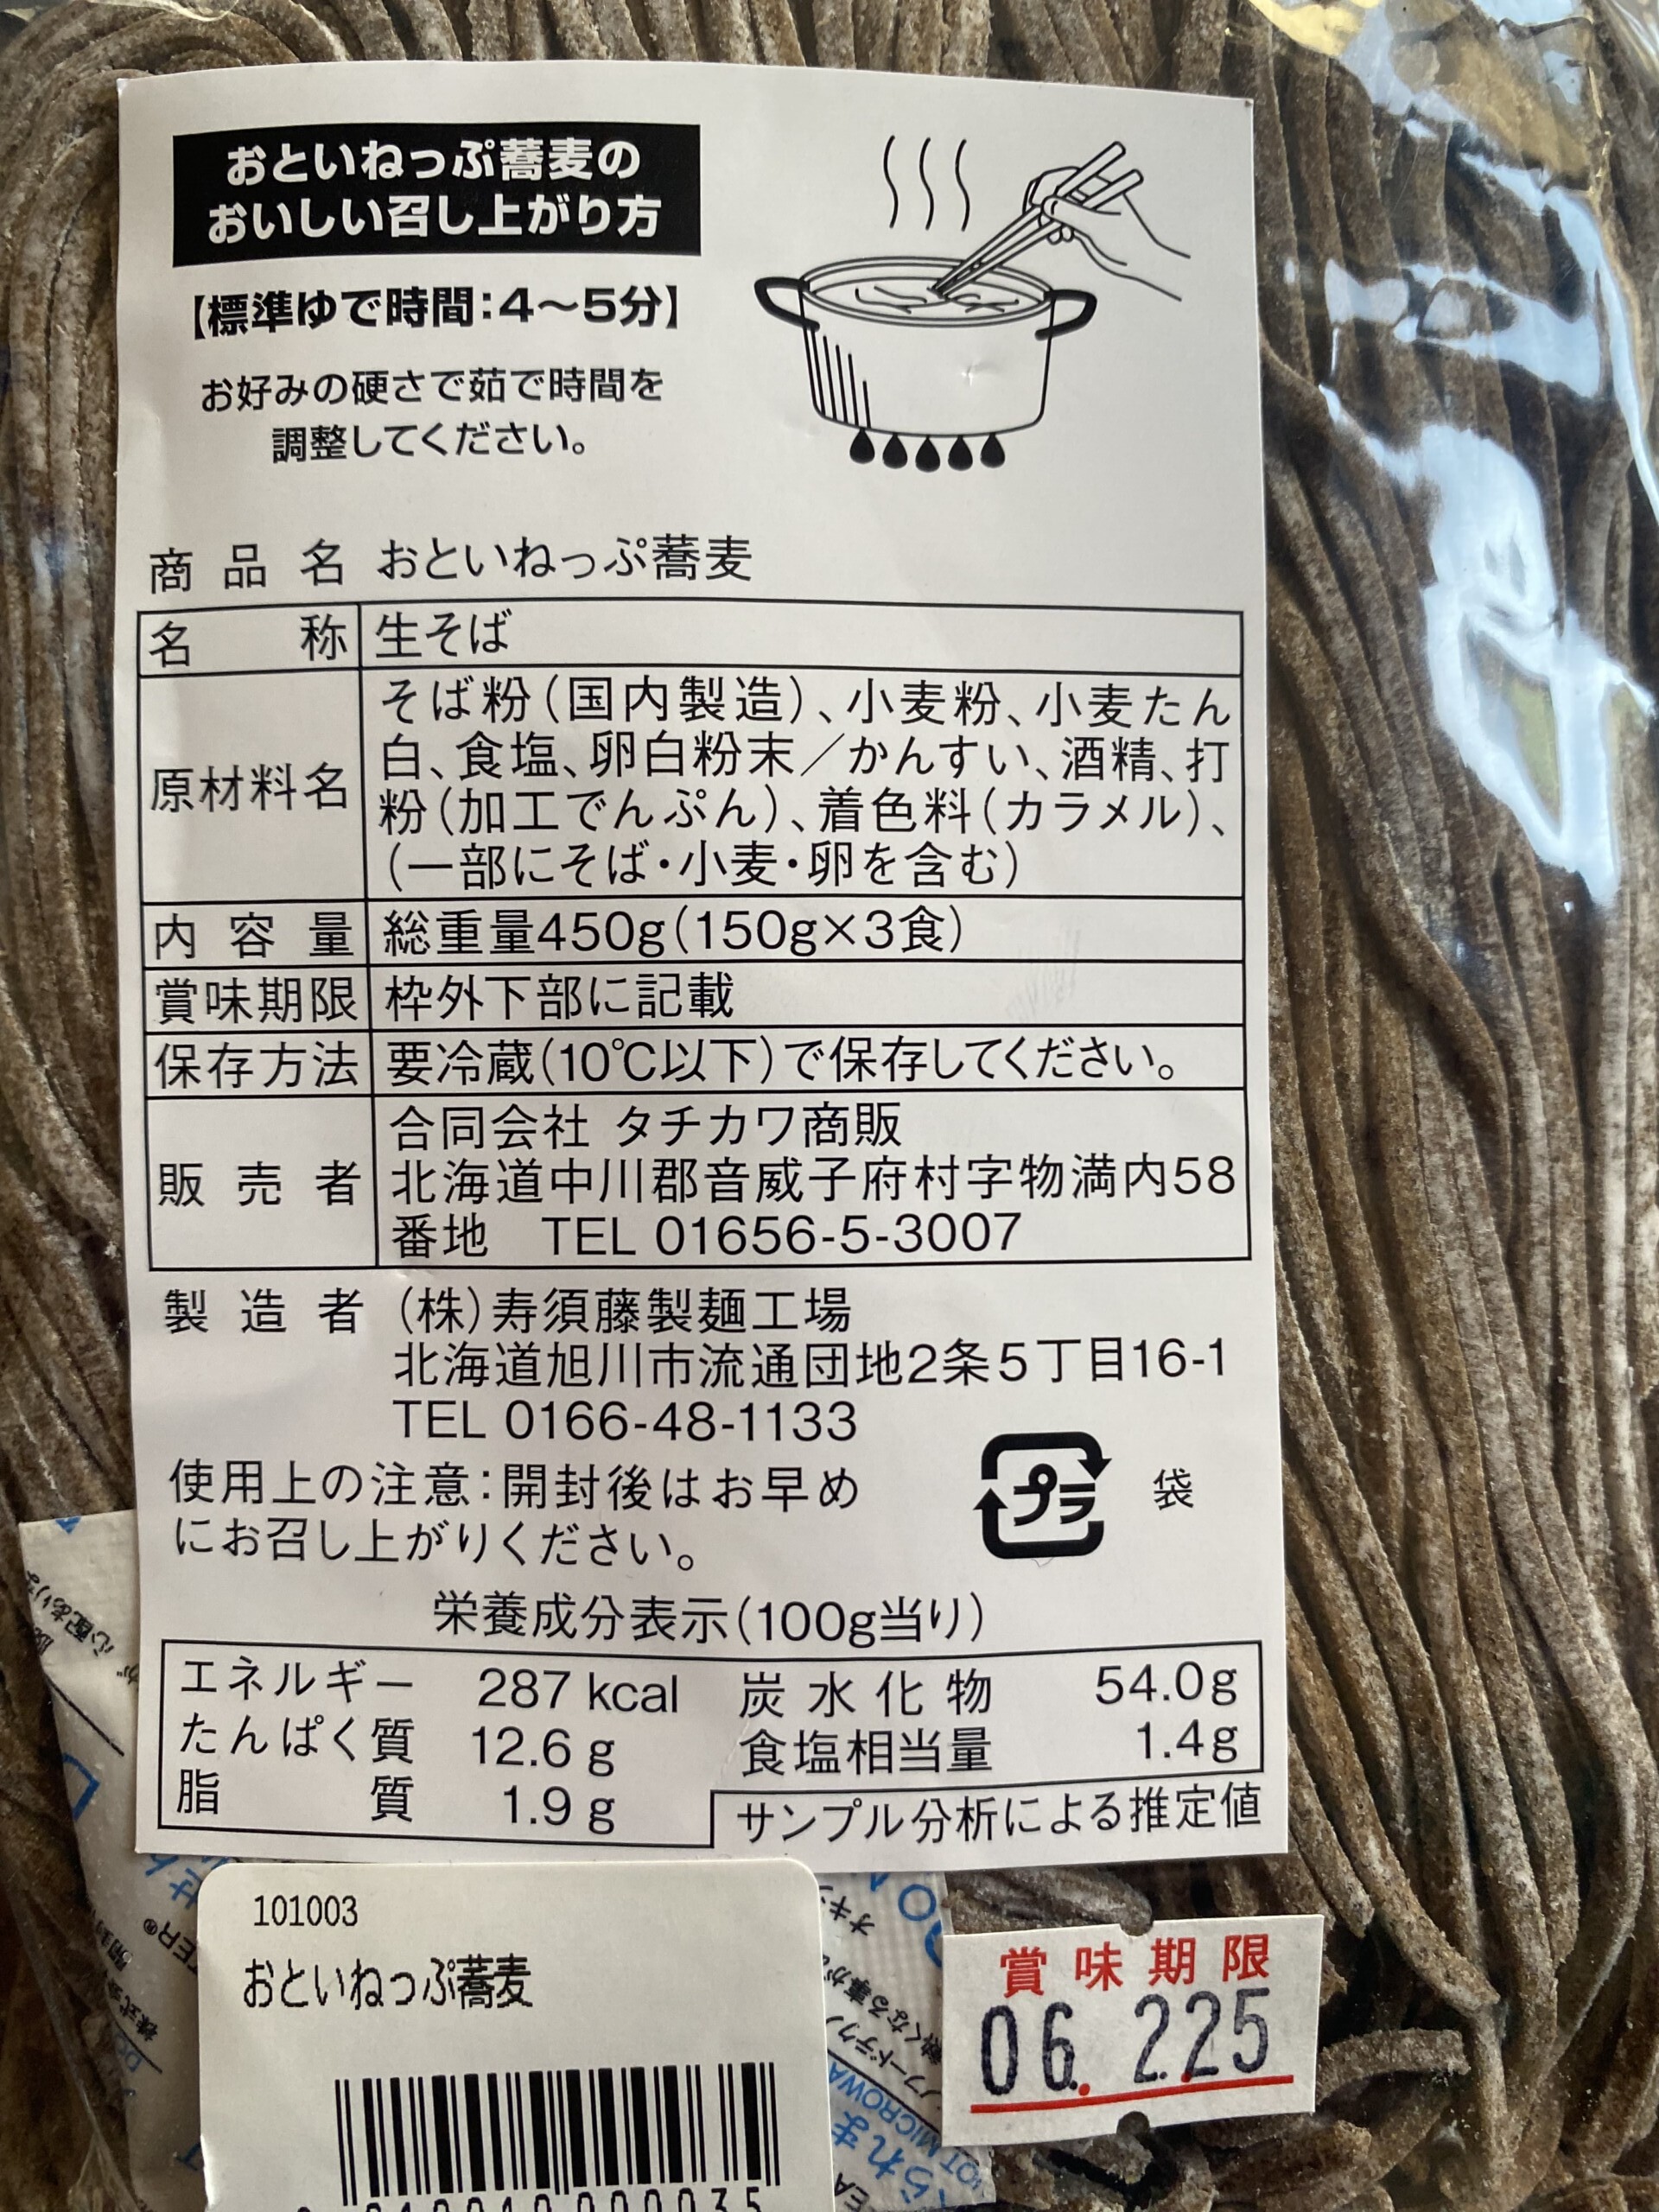 おといねっぷ蕎麦の
おいしい召し上がり方
【標準ゆで時間:4～5分】
お好みの硬さで茹で時間を
調整してください。
商品名 おといねっぷ蕎麦
名称 生そば
原材料名 そば粉(国内製造)、小麦粉、小麦たん
白、食塩、卵白粉末／かんすい、酒精、打
粉(加工でんぷん)、着色料(カラメル)、
(一部にそば・小麦・卵を含む)
内容量 総重量450g(150g×3食)
賞味期限 枠外下部に記載
保存方法 要冷蔵(10℃以下)で保存してください。
販売者 合同会社 タチカワ商販
北海道中川郡音威子府村字物満内58
番地 TEL 01656-5-3007
製造者 (株)寿須藤製麺工場
北海道旭川市流通団地2条5丁目16-1
TEL 0166-48-1133
使用上の注意:開封後はお早め
にお召し上がりください。
プラ 袋
栄養成分表示(100g当り)
エネルギー 287 kcal 炭水化物 54.0g
たんぱく質 12.6 g 食塩相当量 1.4g
脂質 1.9 g
サンプル分析による推定値
101003
おといねっぷ蕎麦
賞味期限
06. 2.25